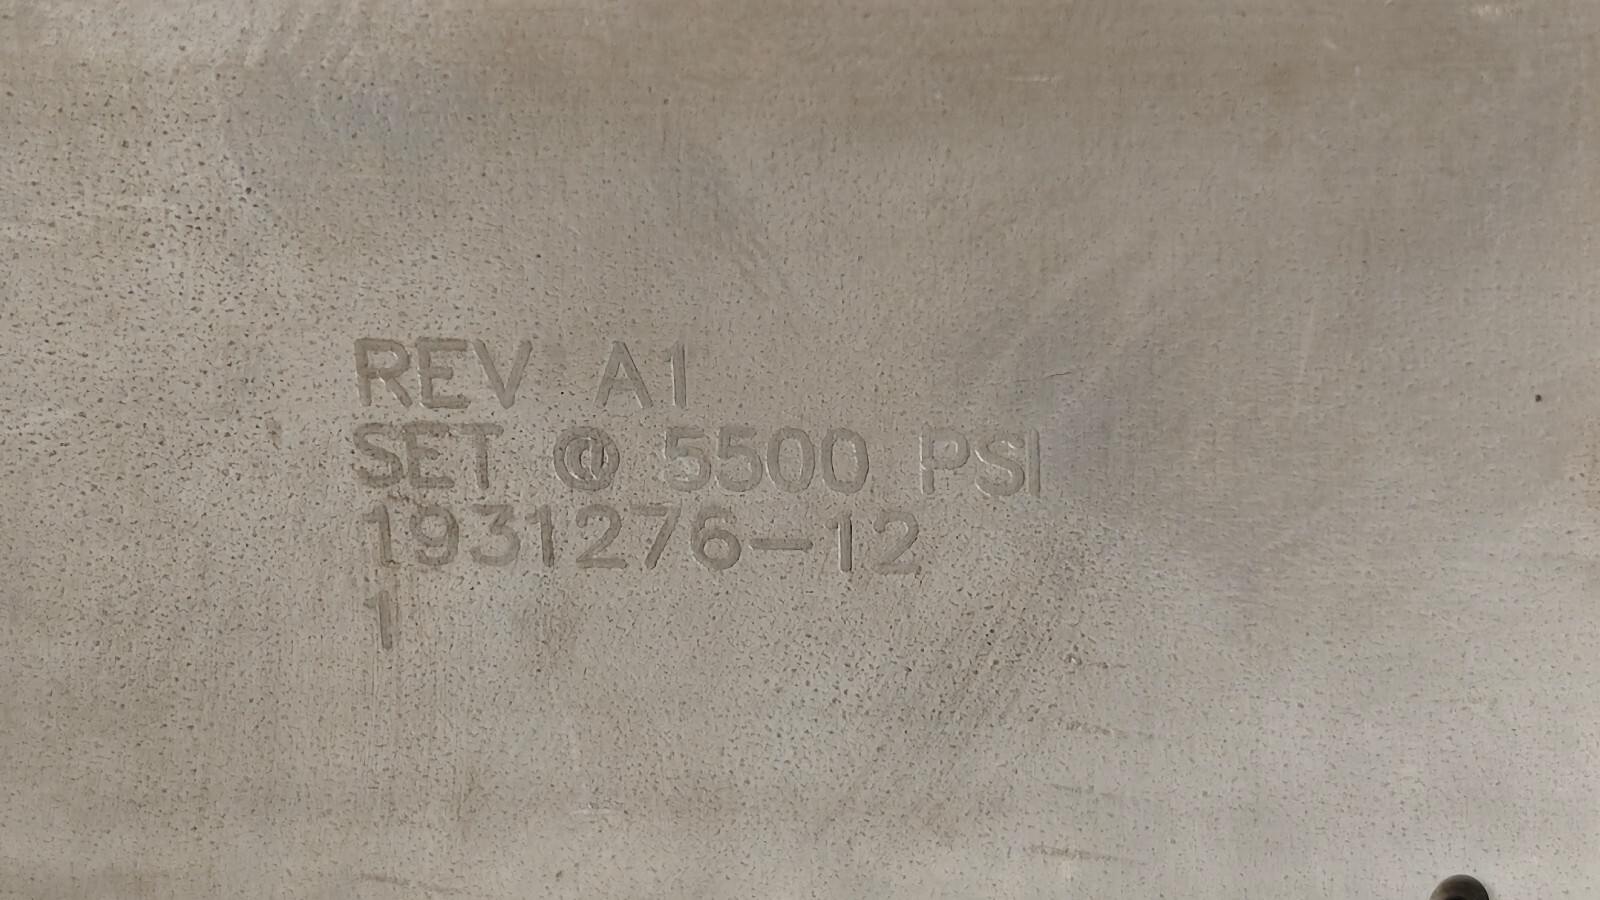 REV A1
SET @ 5500 PSI
1931276-12
1